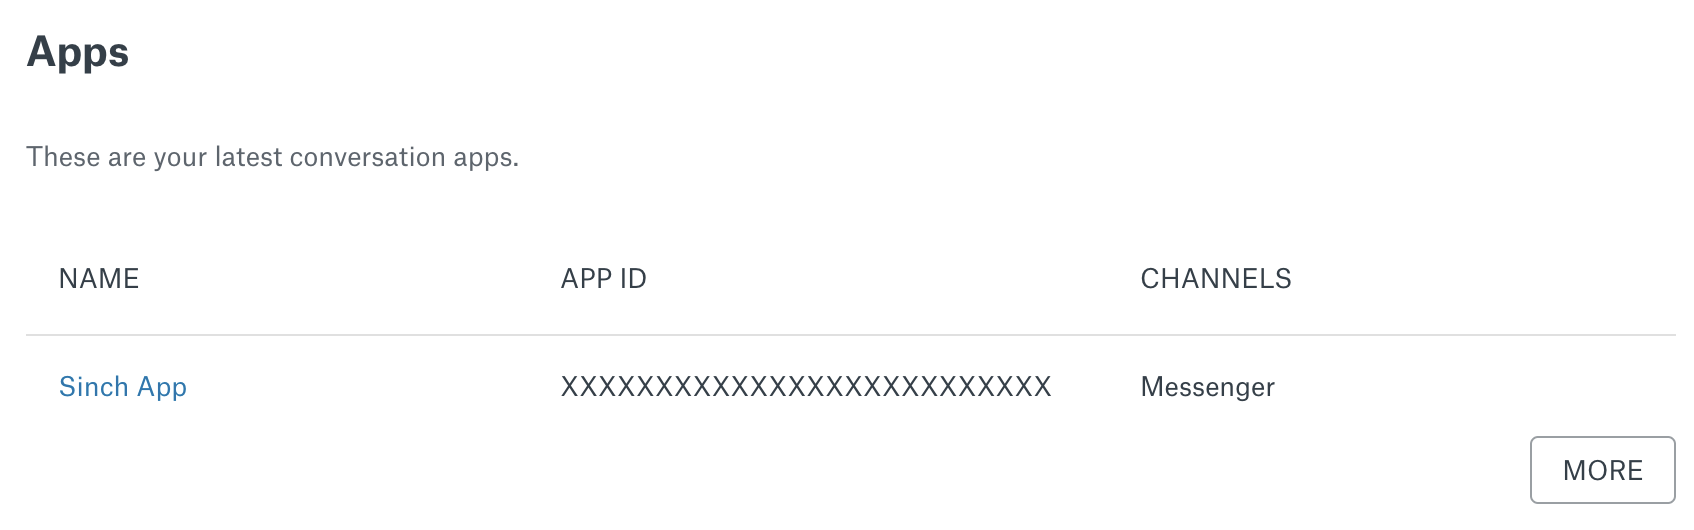 Apps
These are your latest conversation apps.
NAME APP ID CHANNELS
Sinch App XXXXXXXXXXXXXXXXXXXXXXXXXX Messenger
MORE